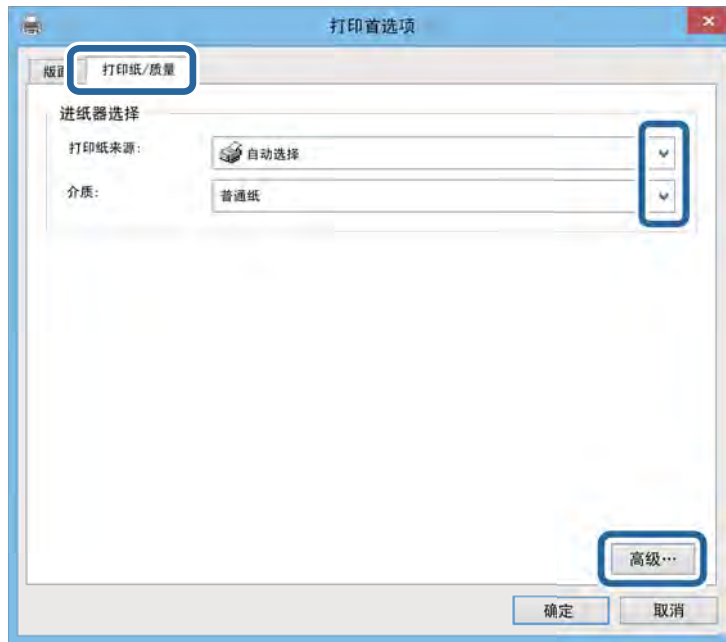 打印首选项
版面
打印纸/质量
进纸器选择
打印纸来源:
自动选择
介质:
普通纸
高级…
确定
取消